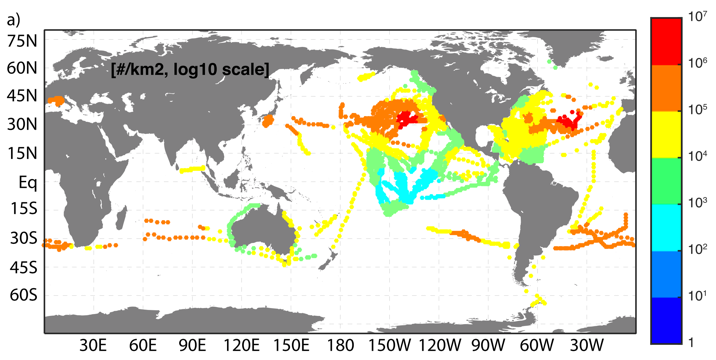 a)
[#/km2, log10 scale]
75N
60N
45N
30N
15N
Eq
15S
30S
45S
60S
30E 60E 90E 120E 150E 180 150W 120W 90W 60W 30W
10⁷
10⁶
10⁵
10⁴
10³
10²
10¹
1